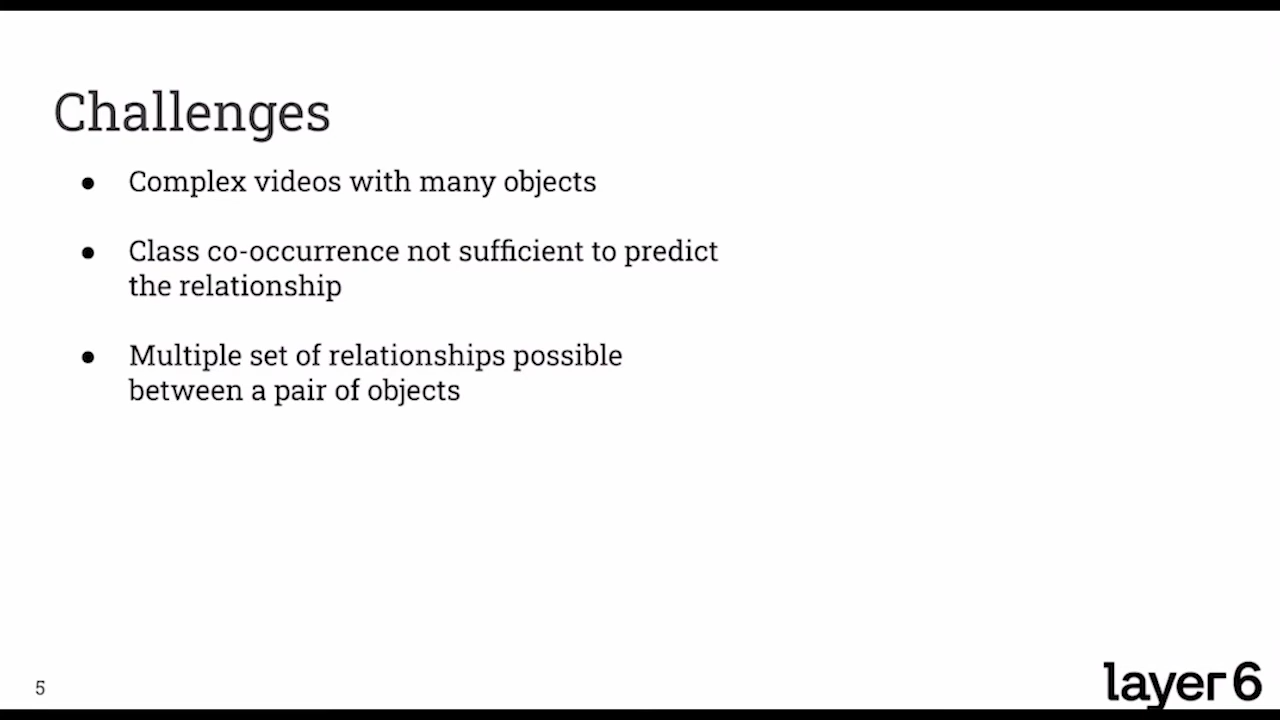 Challenges
● Complex videos with many objects
● Class co-occurrence not sufficient to predict
the relationship
● Multiple set of relationships possible
between a pair of objects
5
layer 6